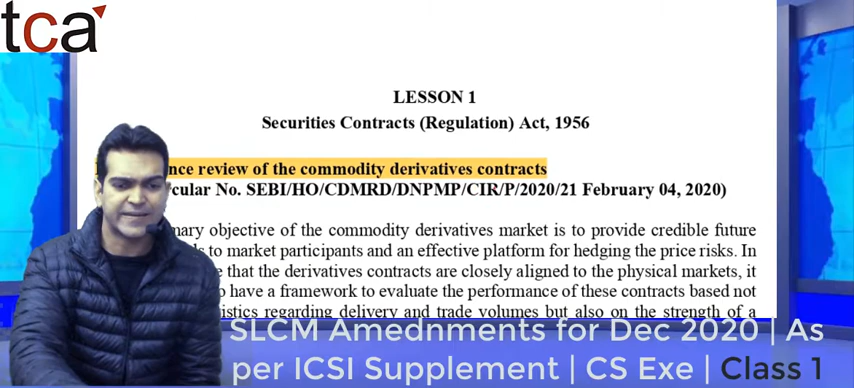 tca
LESSON 1
Securities Contracts (Regulation) Act, 1956
review of the commodity derivatives contracts
No. SEBI/HO/CDMRD/DNPMP/CIR/P/2020/21 February 04, 2020)
objective of the commodity derivatives market is to provide credible future
to market participants and an effective platform for hedging the price risks. In
that the derivatives contracts are closely aligned to the physical markets, it
have a framework to evaluate the performance of these contracts based not
regarding delivery and trade volumes but also on the strength of a
SLCM Amednments for Dec 2020 | As
per ICSI Supplement | CS Exe | Class 1